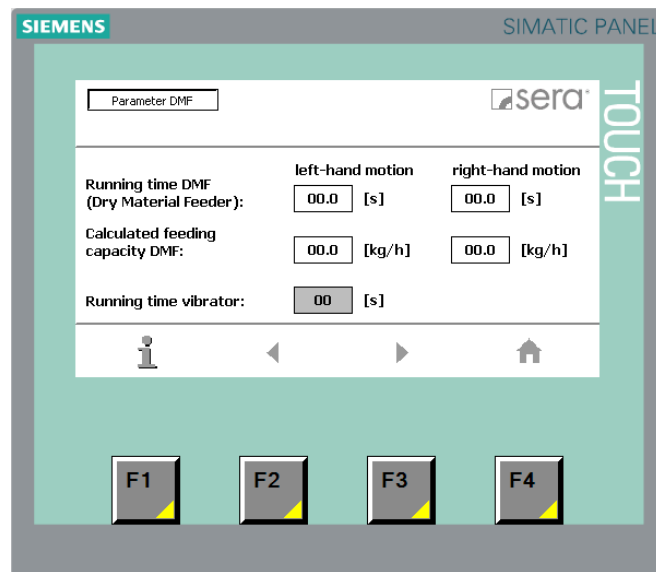 SIEMENS
SIMATIC PANEL
TOUCH
Parameter DMF
sera
left-hand motion right-hand motion
Running time DMF
(Dry Material Feeder):
00.0 [s] 00.0 [s]
Calculated feeding
capacity DMF:
00.0 [kg/h] 00.0 [kg/h]
Running time vibrator: 00 [s]
F1 F2 F3 F4